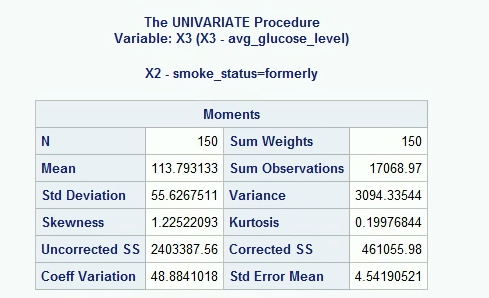 The UNIVARIATE Procedure
Variable: X3 (X3 - avg_glucose_level)
X2 - smoke_status=formerly
Moments
N 150 Sum Weights 150
Mean 113.793133 Sum Observations 17068.97
Std Deviation 55.6267511 Variance 3094.33544
Skewness 1.22522093 Kurtosis 0.19976844
Uncorrected SS 2403387.56 Corrected SS 461055.98
Coeff Variation 48.8841018 Std Error Mean 4.54190521